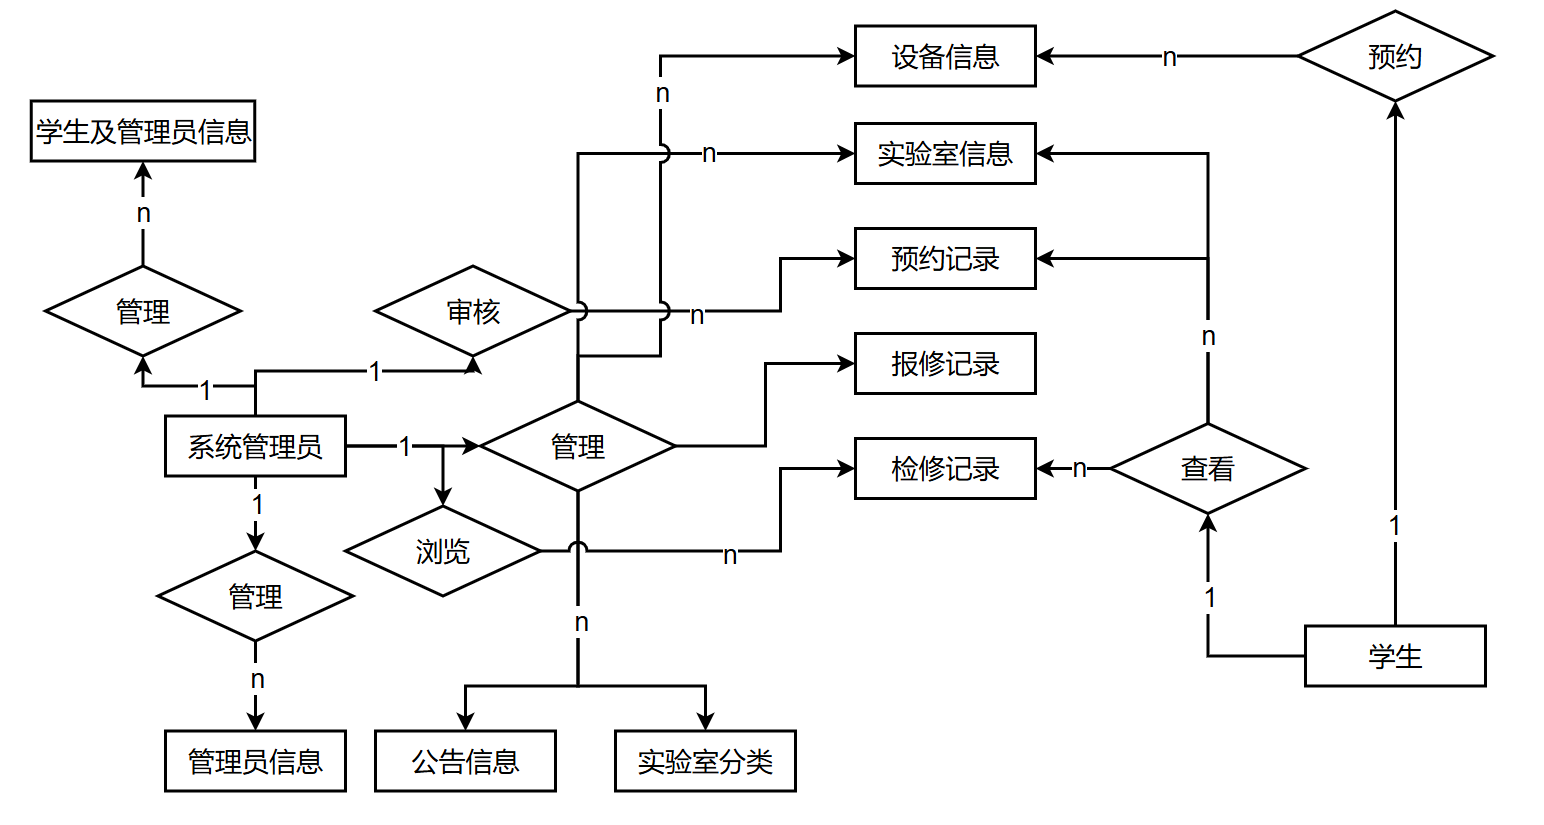 设备信息
n
预约
n
学生及管理员信息
n
实验室信息
n
预约记录
管理
审核
n
n
1
1
报修记录
系统管理员
1
管理
检修记录
n
查看
1
浏览
n
1
管理
1
n
学生
n
管理员信息
公告信息
实验室分类